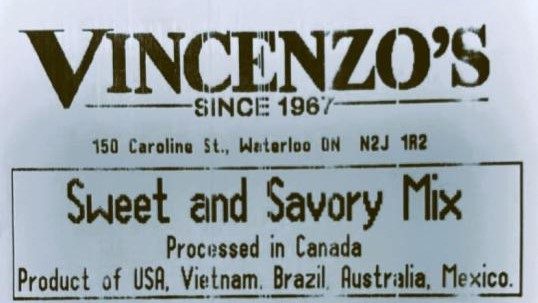 VINCENZO'S
SINCE 1967
150 Caroline St., Waterloo ON N2J 1R2
Sweet and Savory Mix
Processed in Canada
Product of USA, Vietnam. Brazil, Australia, Mexico.